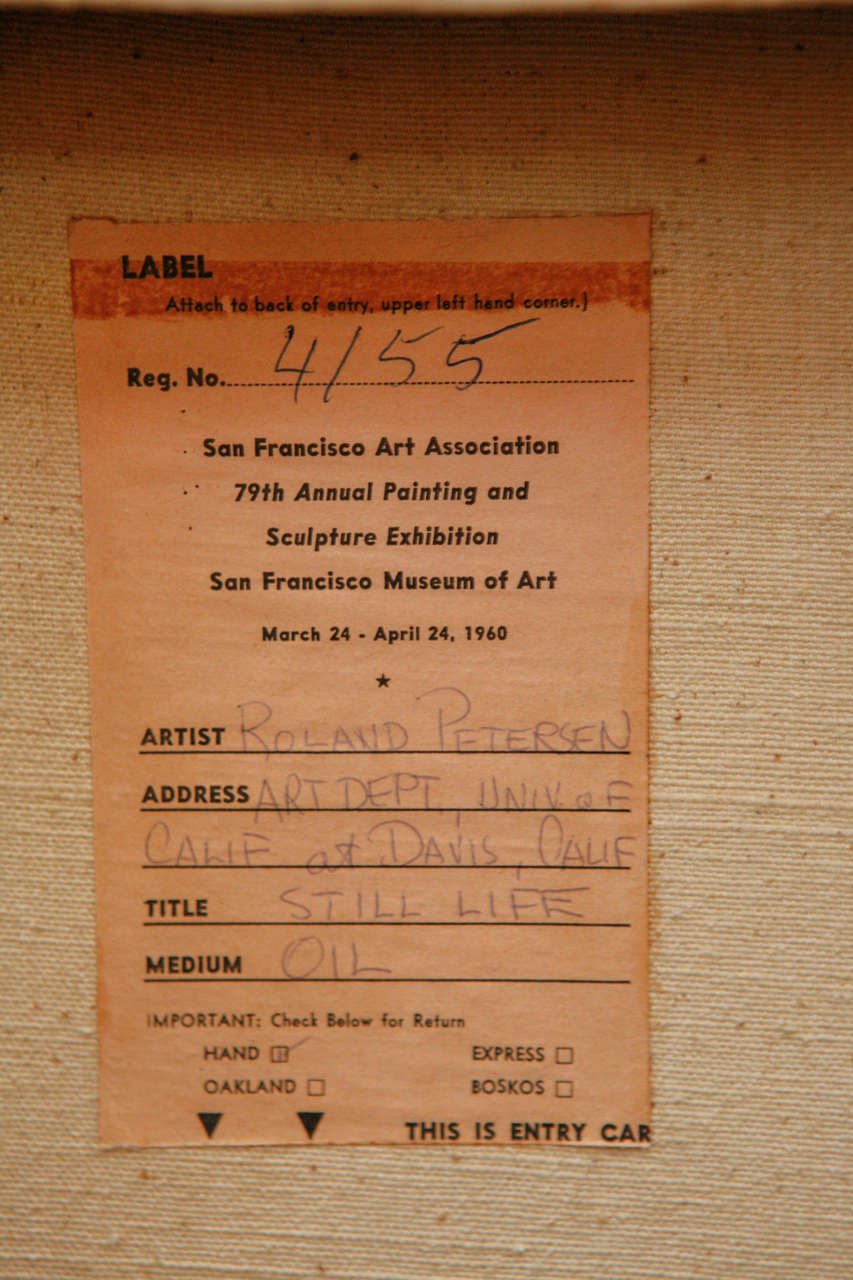 LABEL
Attach to back of entry, upper left hand corner.)
Reg. No. 4155
San Francisco Art Association
79th Annual Painting and
Sculpture Exhibition
San Francisco Museum of Art
March 24 - April 24, 1960
★
ARTIST ROLAND PETERSEN
ADDRESS ART DEPT., UNIV. OF
CALIF at DAVIS, CALIF
TITLE STILL LIFE
MEDIUM OIL
IMPORTANT: Check Below for Return
HAND EXPRESS
OAKLAND BOSKOS
THIS IS ENTRY CAR